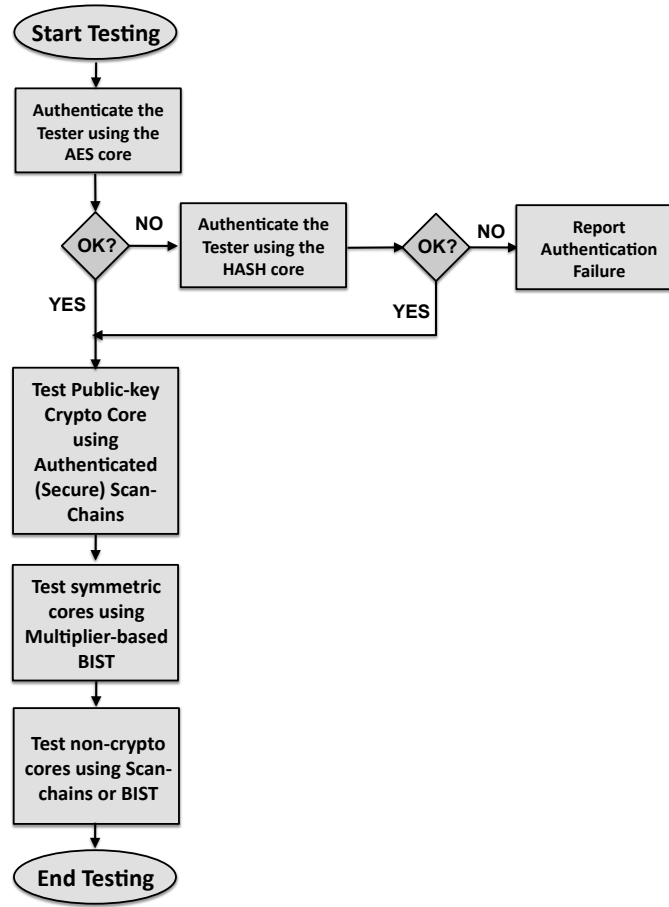 Start Testing
Authenticate the
Tester using the
AES core
OK?
NO
Authenticate the
Tester using the
HASH core
OK?
NO
Report
Authentication
Failure
YES
YES
Test Public-key
Crypto Core
using
Authenticated
(Secure) Scan-
Chains
Test symmetric
cores using
Multiplier-based
BIST
Test non-crypto
cores using Scan-
chains or BIST
End Testing